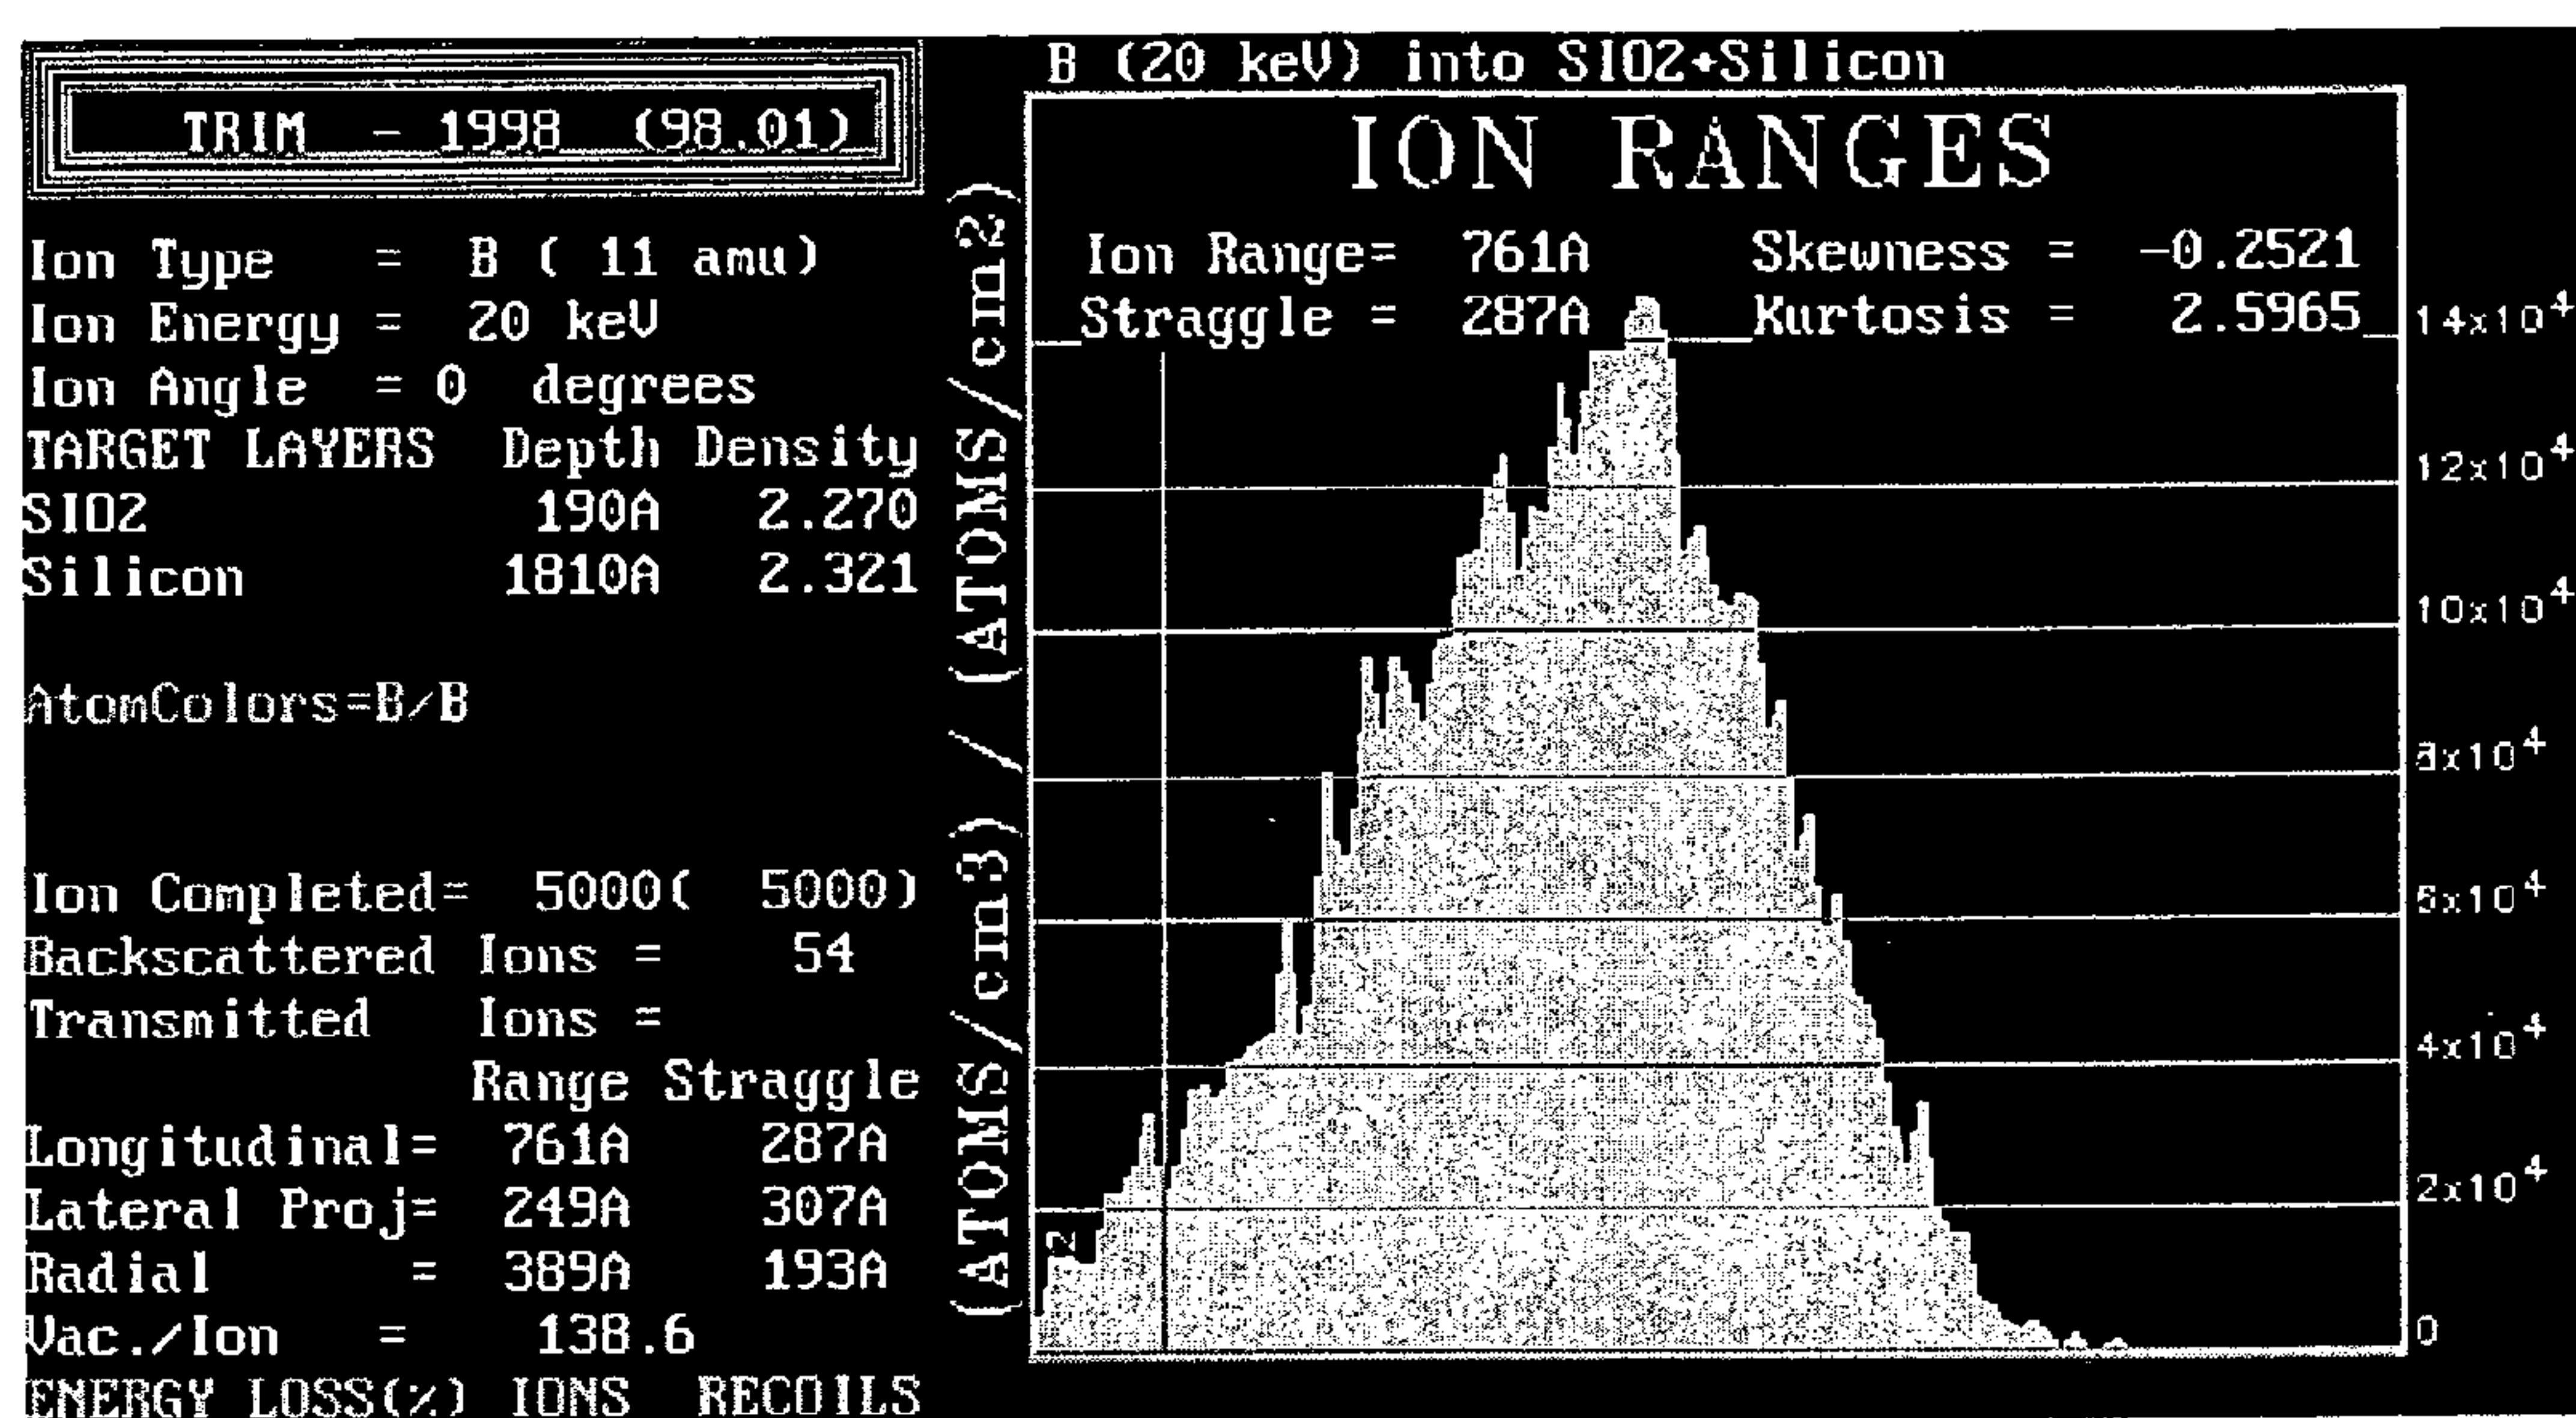 TRIM - 1998 (98.01)
Ion Type = B ( 11 amu)
Ion Energy = 20 keV
Ion Angle = 0 degrees
TARGET LAYERS Depth Density
SIO2 190A 2.270
Silicon 1810A 2.321
AtomColors=B/B
Ion Completed= 5000( 5000)
Backscattered Ions = 54
Transmitted Ions =
Range Straggle
Longitudinal= 761A 287A
Lateral Proj= 249A 307A
Radial = 389A 193A
Vac./Ion = 138.6
ENERGY LOSS(%) IONS RECOILS
B (20 keV) into SIO2+Silicon
ION RANGES
Ion Range= 761A Skewness = -0.2521
Straggle = 287A Kurtosis = 2.5965
(ATOMS/cm3) / (ATOMS/cm2)
14x10⁴
12x10⁴
10x10⁴
8x10⁴
6x10⁴
4x10⁴
2x10⁴
0